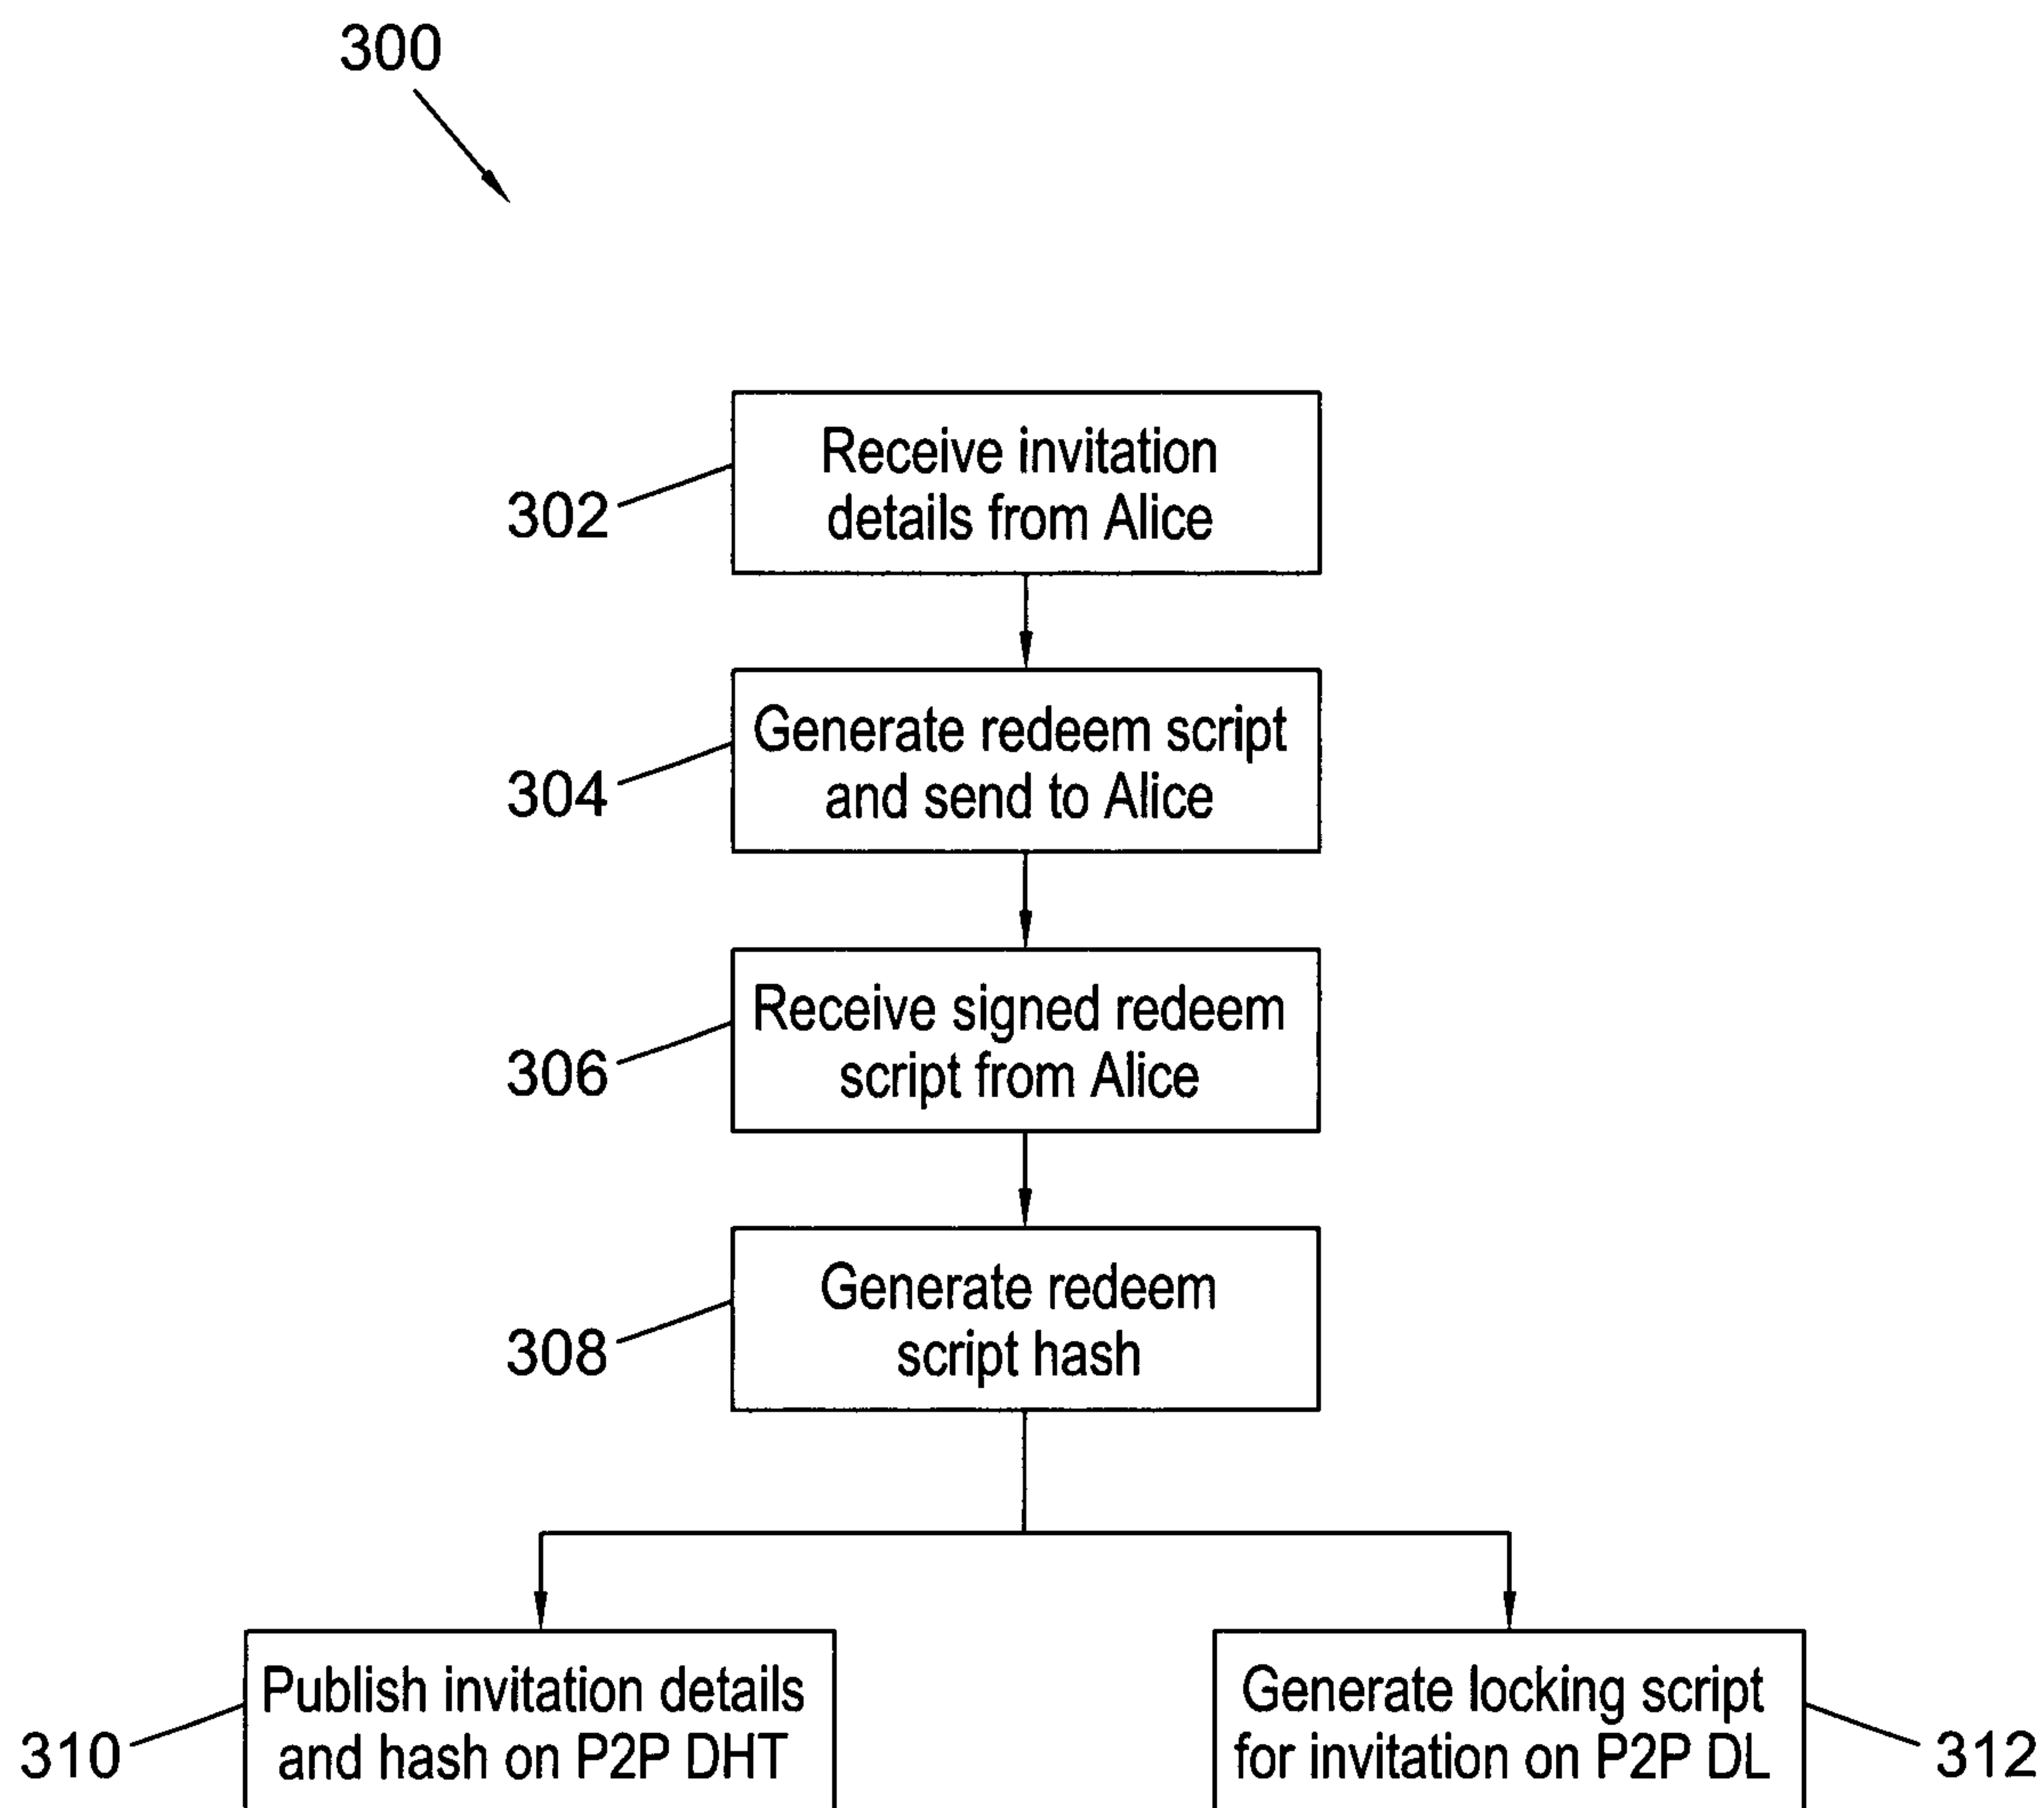 300
Receive invitation
details from Alice
302
Generate redeem script
and send to Alice
304
Receive signed redeem
script from Alice
306
Generate redeem
script hash
308
Publish invitation details
and hash on P2P DHT
310
Generate locking script
for invitation on P2P DL
312